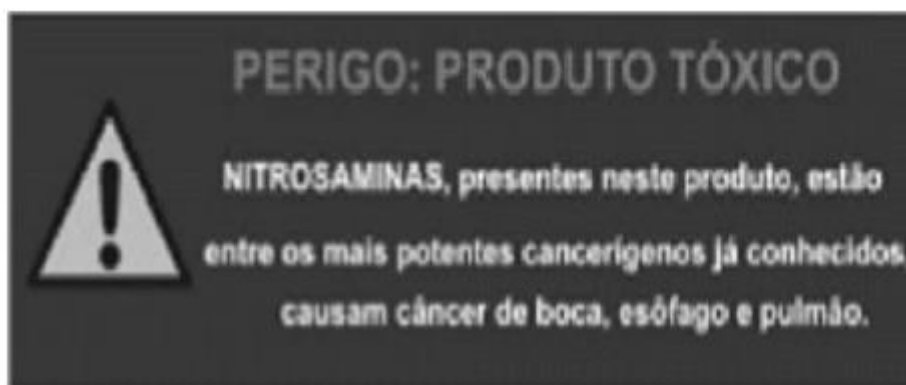 PERIGO: PRODUTO TÓXICO
NITROSAMINAS, presentes neste produto, estão
entre os mais potentes cancerígenos já conhecidos,
causam câncer de boca, esôfago e pulmão.